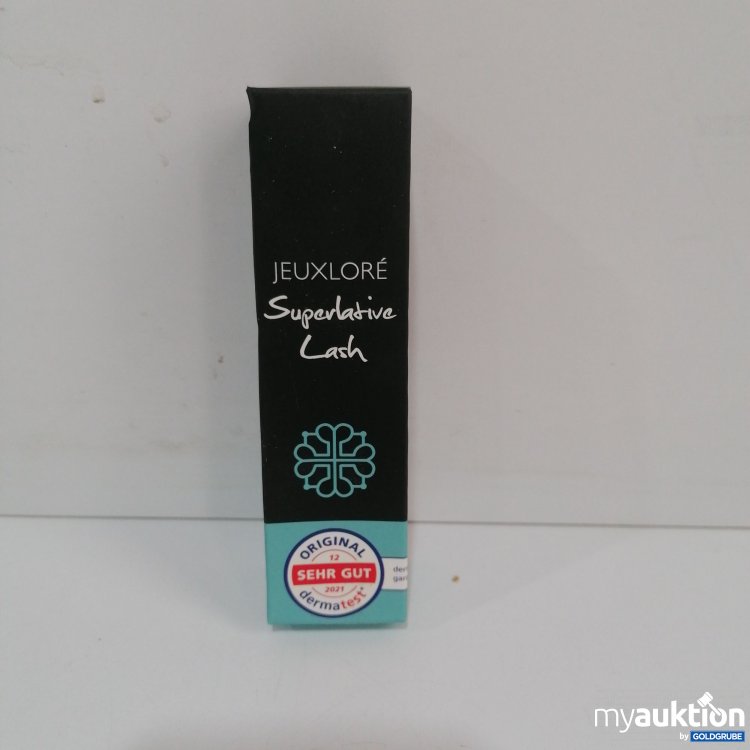 JEUXLORÉ
Superlative
Lash
ORIGINAL
12
SEHR GUT
2021
dermatest
myauktion
by GOLDGRUBE